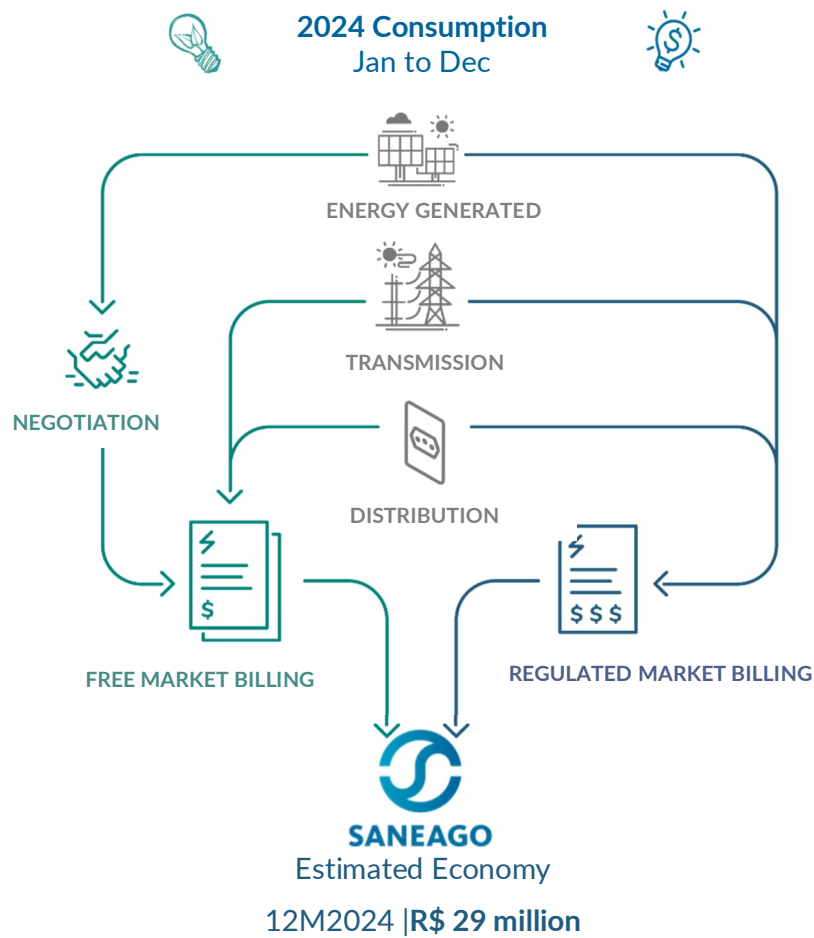 2024 Consumption
Jan to Dec
$
ENERGY GENERATED
TRANSMISSION
NEGOTIATION
DISTRIBUTION
$
$ $ $
FREE MARKET BILLING
REGULATED MARKET BILLING
SANEAGO
Estimated Economy
12M2024 |R$ 29 million